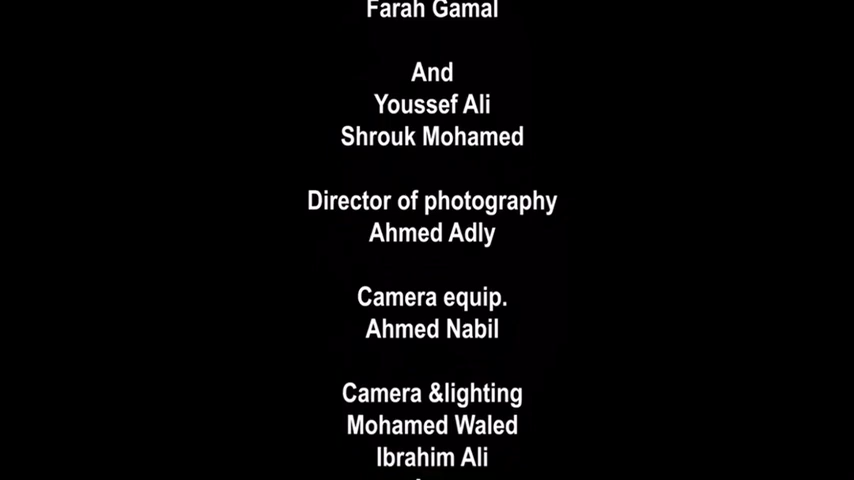 Farah Gamal
And
Youssef Ali
Shrouk Mohamed
Director of photography
Ahmed Adly
Camera equip.
Ahmed Nabil
Camera &lighting
Mohamed Waled
Ibrahim Ali